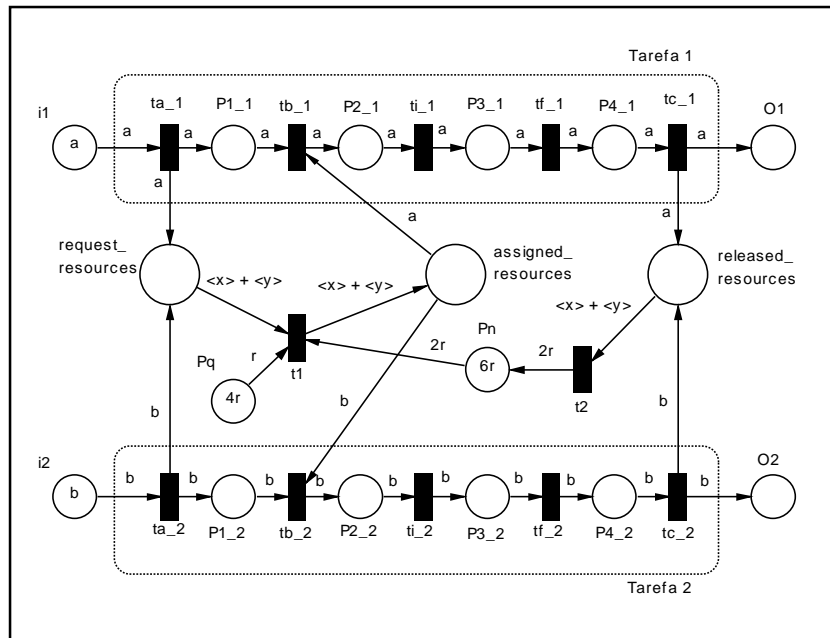 Tarefa 1
ta_1 P1_1 tb_1 P2_1 ti_1 P3_1 tf_1 P4_1 tc_1
i1 O1
a a a a a a a a a a a
a a
a
request_
resources
assigned_
resources
released_
resources
<x> + <y> <x> + <y> <x> + <y>
Pq r t1 2r Pn 2r t2
4r 6r
b b b
i2 O2
b b b b b b b b b b b
ta_2 P1_2 tb_2 P2_2 ti_2 P3_2 tf_2 P4_2 tc_2
Tarefa 2